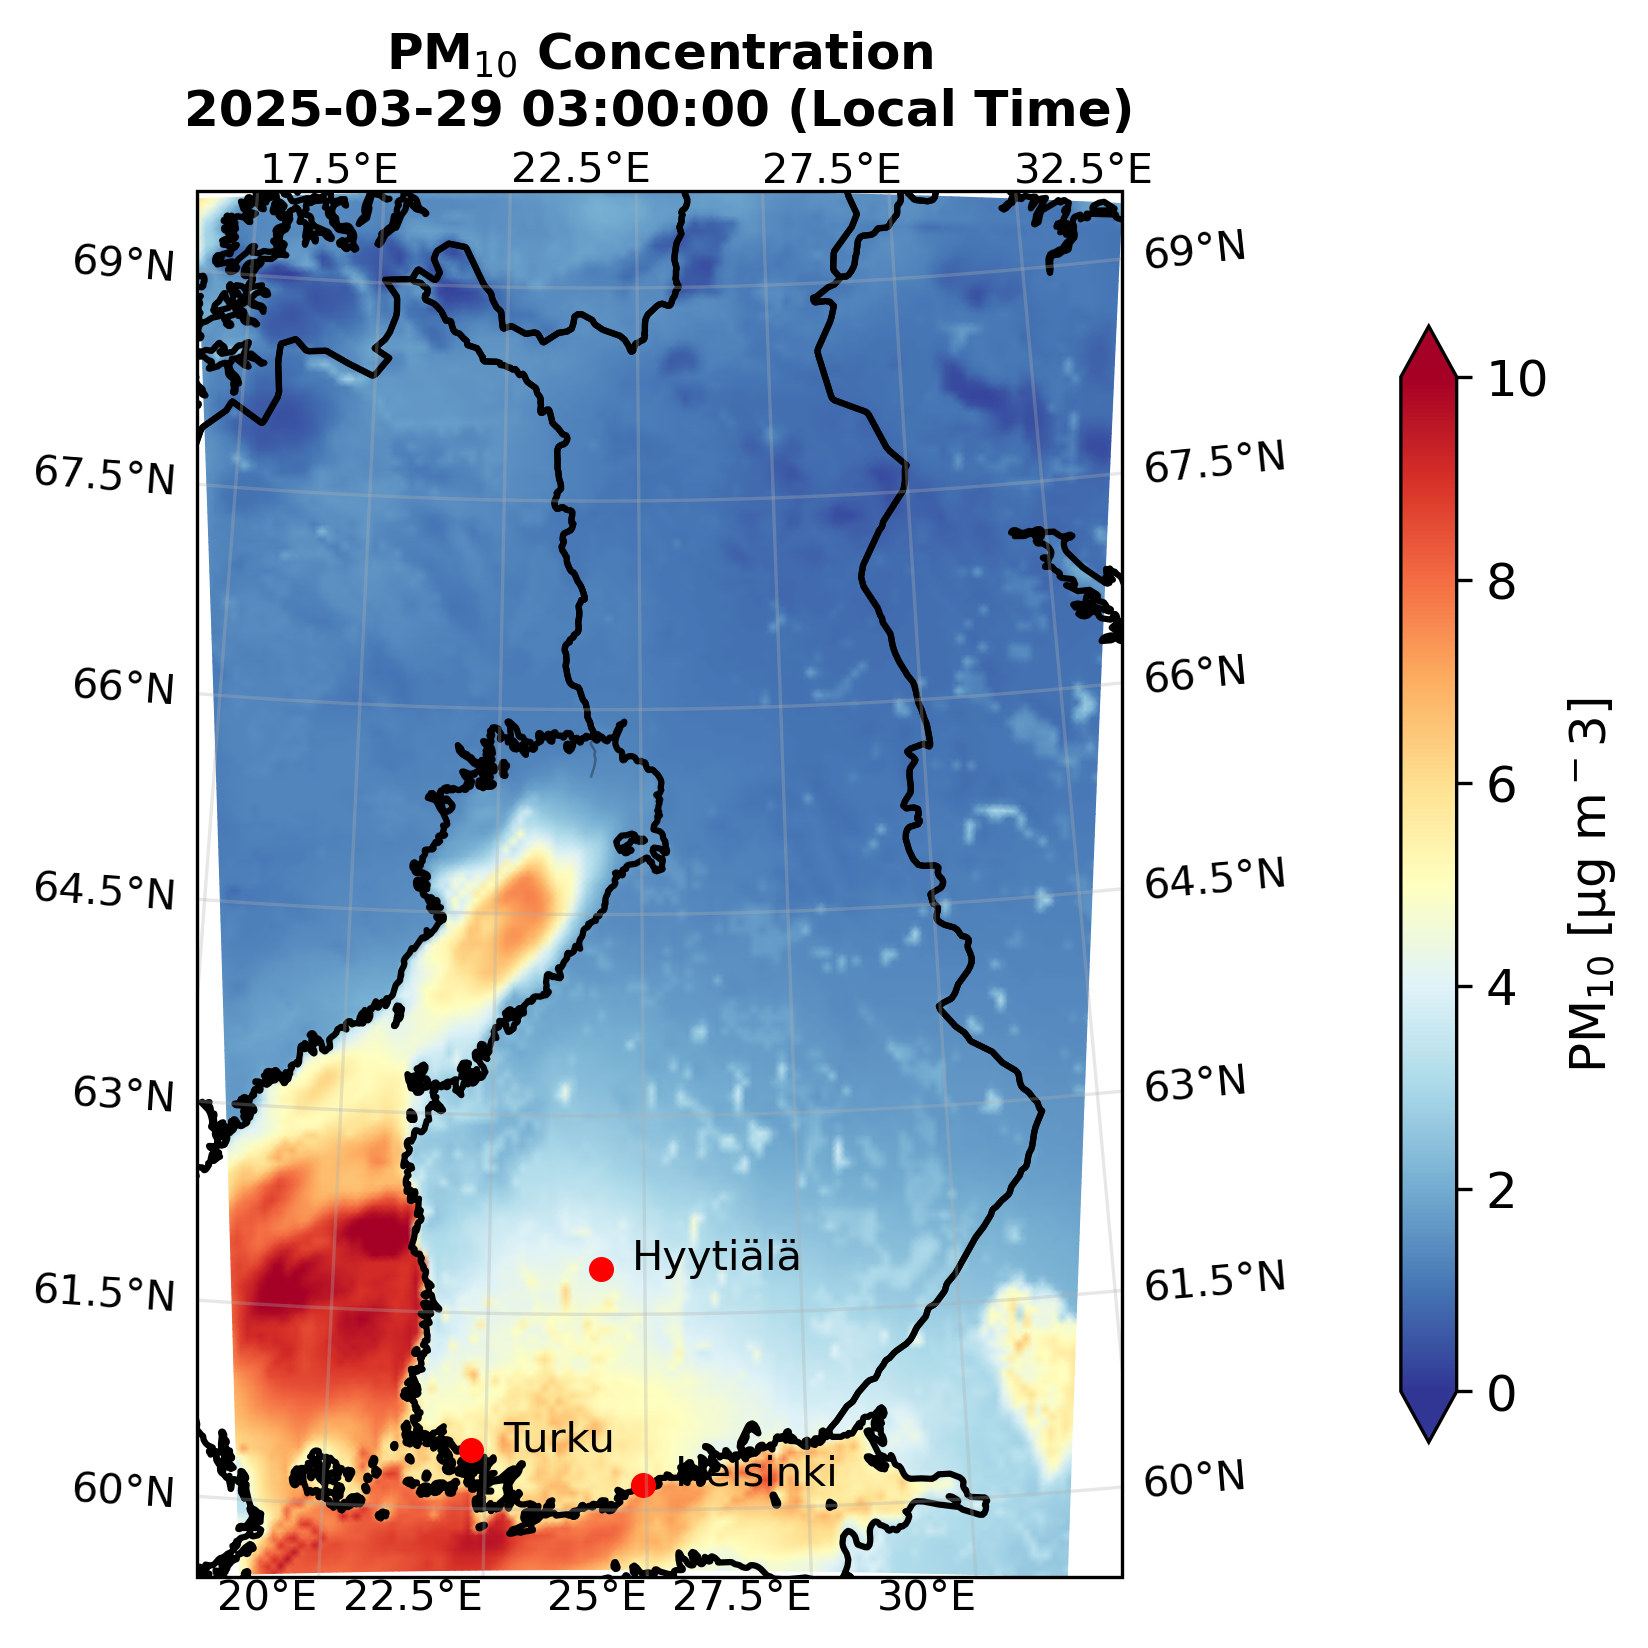 PM₁₀ Concentration
2025-03-29 03:00:00 (Local Time)
17.5°E 22.5°E 27.5°E 32.5°E
69°N 69°N
67.5°N 67.5°N
66°N 66°N
64.5°N 64.5°N
63°N 63°N
61.5°N 61.5°N
60°N 60°N
Hyytiälä
Turku
Helsinki
20°E 22.5°E 25°E 27.5°E 30°E
10
8
6
4
2
0
PM₁₀ [µg m⁻ 3]